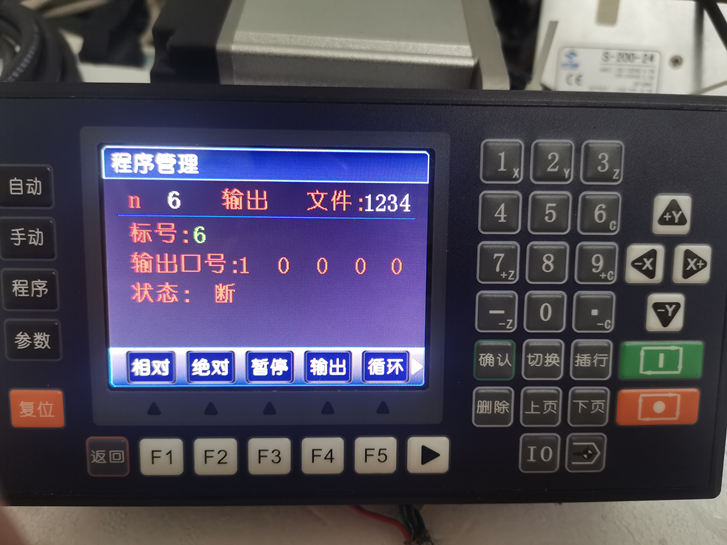 S-200-24
CE
程序管理
n 6 输出 文件:1234
标号:6
输出口号:1 0 0 0 0
状态: 断
相对 绝对 暂停 输出 循环
自动
手动
程序
参数
复位
返回 F1 F2 F3 F4 F5
1X 2Y 3Z
4 5 6C
7+Z 8 9+C
−-Z 0 .-C
确认 切换 插行
删除 上页 下页
IO
+Y
-X X+
-Y